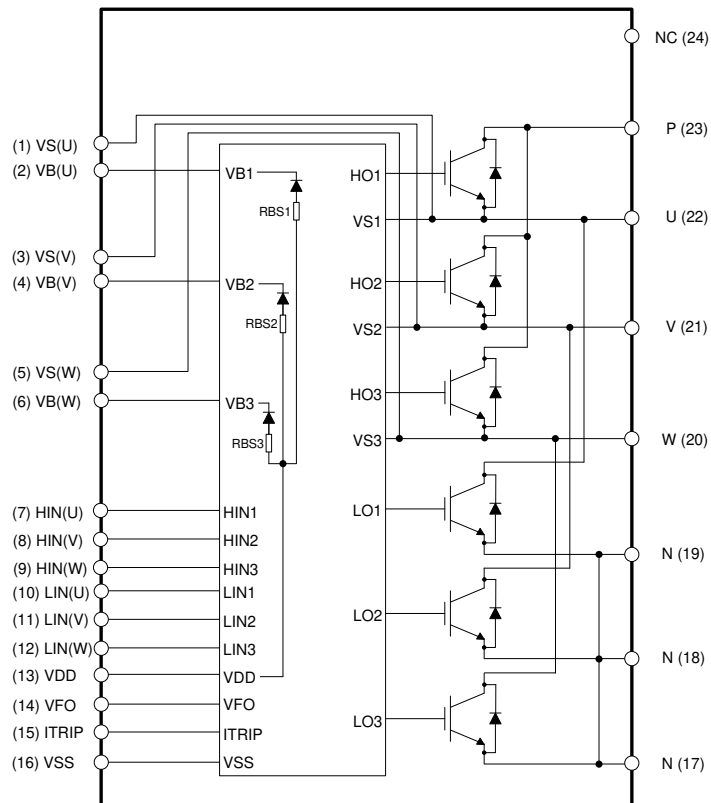 NC (24)
P (23)
(1) VS(U)
(2) VB(U)
VB1
HO1
RBS1
VS1
U (22)
(3) VS(V)
(4) VB(V)
VB2
HO2
RBS2
VS2
V (21)
(5) VS(W)
(6) VB(W)
VB3
HO3
RBS3
VS3
W (20)
(7) HIN(U)
HIN1
LO1
(8) HIN(V)
HIN2
(9) HIN(W)
HIN3
N (19)
(10) LIN(U)
LIN1
(11) LIN(V)
LIN2
LO2
(12) LIN(W)
LIN3
N (18)
(13) VDD
VDD
(14) VFO
VFO
LO3
(15) ITRIP
ITRIP
(16) VSS
VSS
N (17)